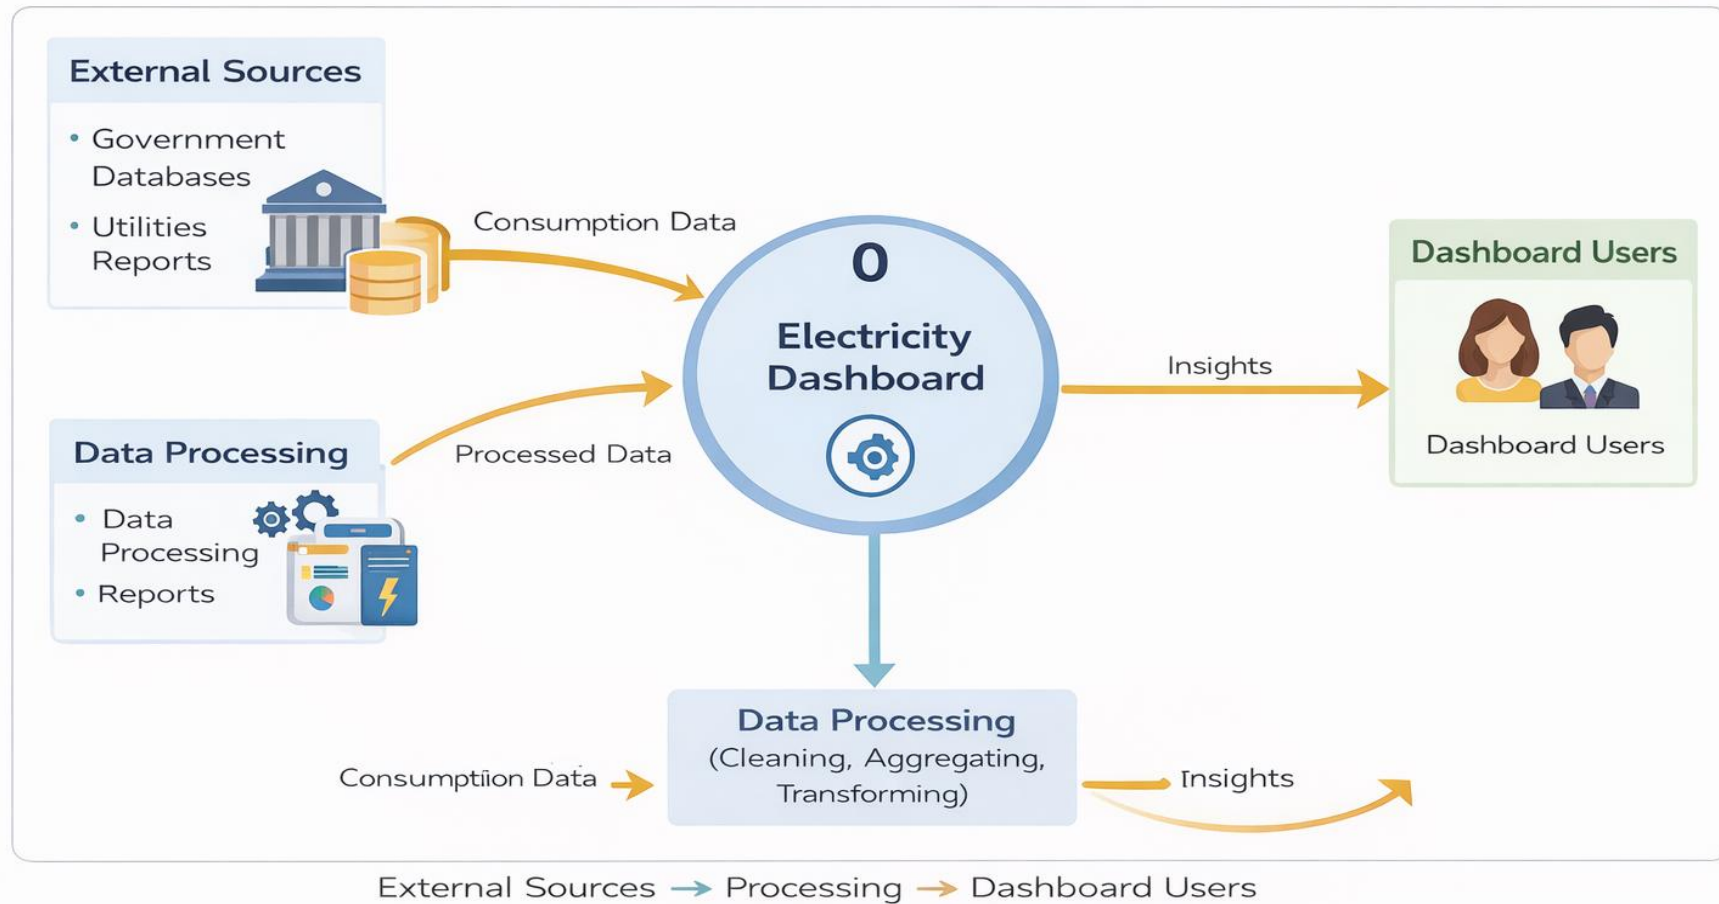 External Sources
• Government
Databases
• Utilities
Reports
Consumption Data
0
Electricity
Dashboard
Insights
Dashboard Users
Dashboard Users
Data Processing
• Data
Processing
• Reports
Processed Data
Data Processing
(Cleaning, Aggregating,
Transforming)
Consumption Data
Insights
External Sources → Processing → Dashboard Users